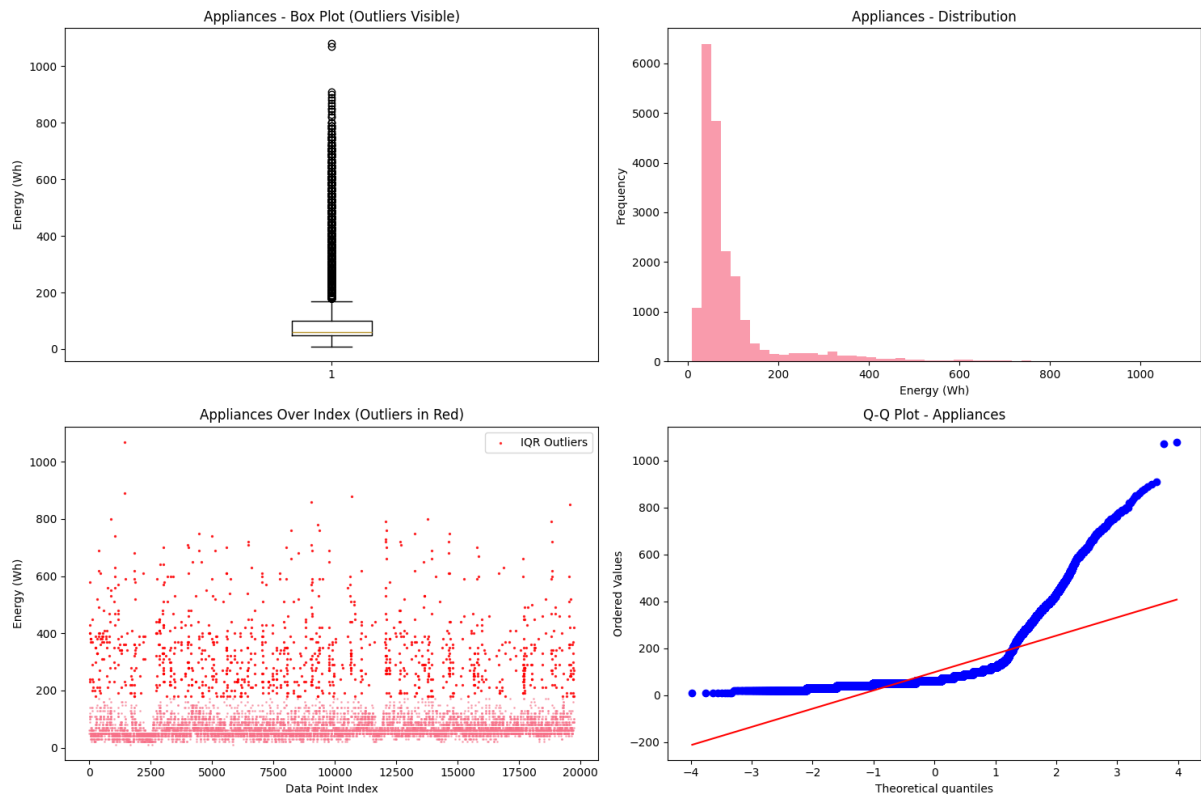 Appliances - Box Plot (Outliers Visible)
Energy (Wh)
1000
800
600
400
200
0
1
Appliances - Distribution
Frequency
6000
5000
4000
3000
2000
1000
0
0 200 400 600 800 1000
Energy (Wh)
Appliances Over Index (Outliers in Red)
IQR Outliers
Energy (Wh)
1000
800
600
400
200
0
0 2500 5000 7500 10000 12500 15000 17500 20000
Data Point Index
Q-Q Plot - Appliances
Ordered Values
1000
800
600
400
200
0
−200
−4 −3 −2 −1 0 1 2 3 4
Theoretical quantiles